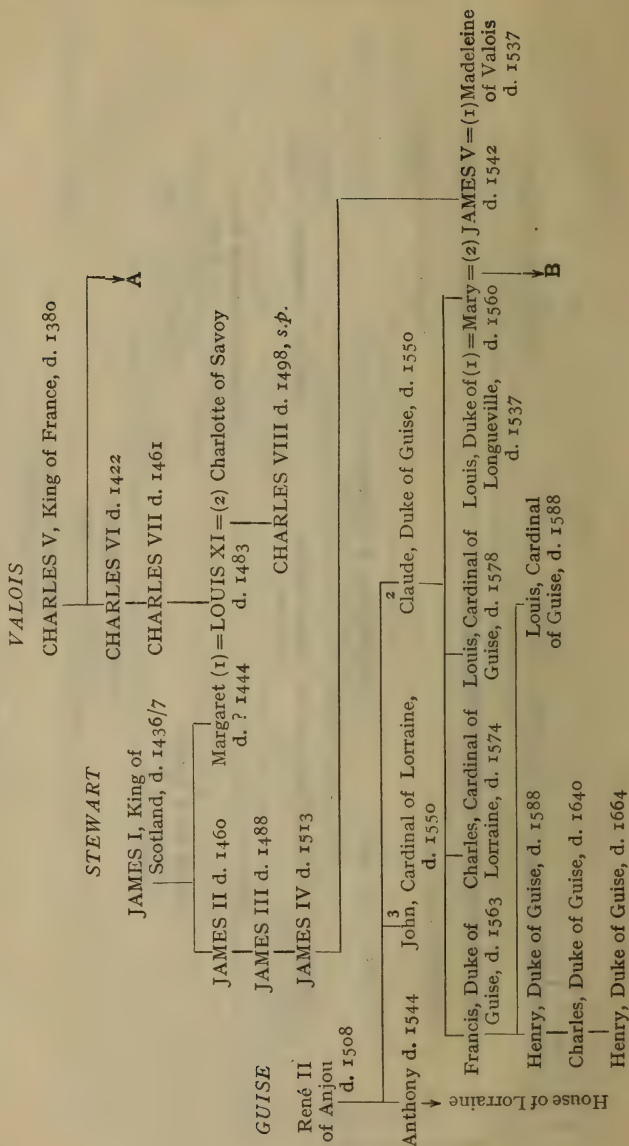 VALOIS
CHARLES V, King of France, d. 1380
A
CHARLES VI d. 1422
CHARLES VII d. 1461
STEWART
JAMES I, King of
Scotland, d. 1436/7
Margaret (1)=LOUIS XI=(2) Charlotte of Savoy
d. ? 1444
d. 1483
CHARLES VIII d. 1498, s.p.
JAMES II d. 1460
JAMES III d. 1488
JAMES IV d. 1513
GUISE
René II
of Anjou
d. 1508
Anthony d. 1544
House of Lorraine
3
John, Cardinal of Lorraine,
d. 1550
2
Claude, Duke of Guise, d. 1550
Francis, Duke of
Guise, d. 1563
Charles, Cardinal of
Lorraine, d. 1574
Louis, Cardinal of
Guise, d. 1578
Louis, Duke of (1)=Mary=(2) JAMES V=(1) Madeleine
Longueville,
d. 1537
d. 1560
d. 1542
of Valois
d. 1537
B
Henry, Duke of Guise, d. 1588
Louis, Cardinal
of Guise, d. 1588
Charles, Duke of Guise, d. 1640
Henry, Duke of Guise, d. 1664